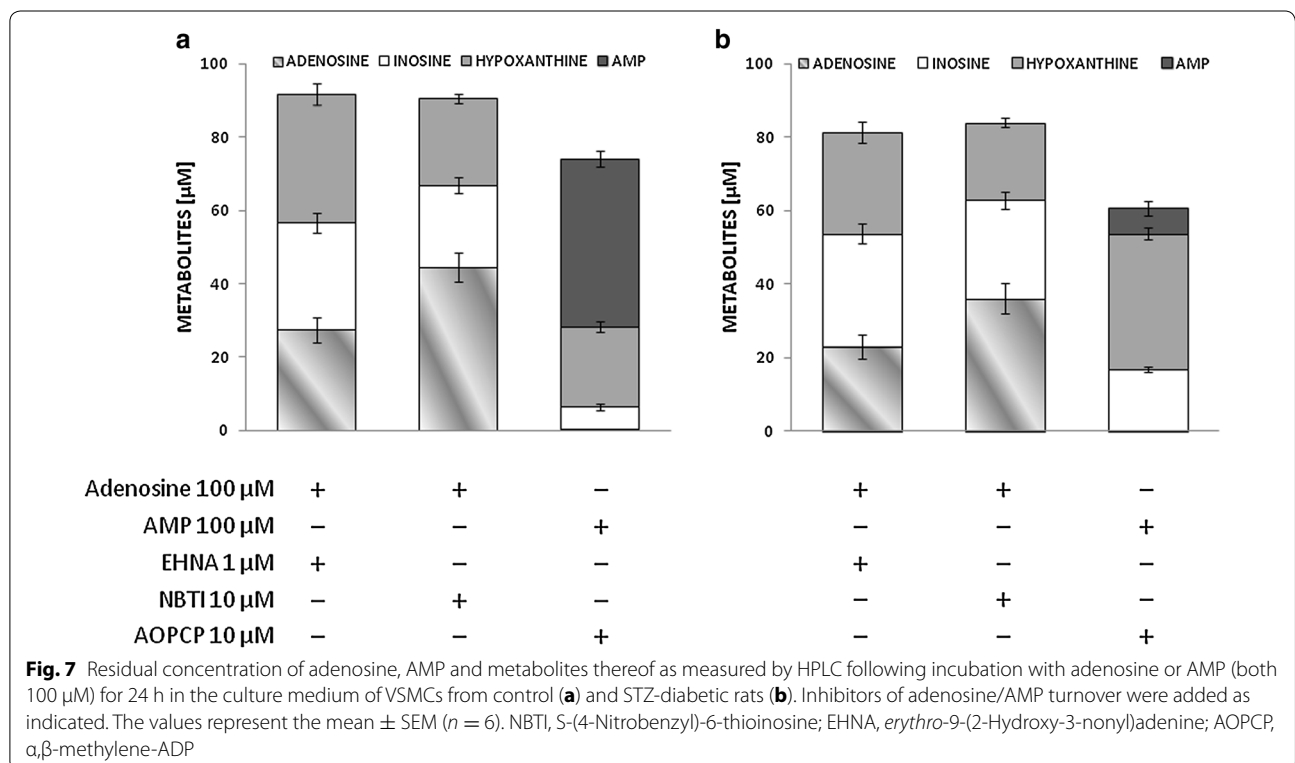 a
ADENOSINE INOSINE HYPOXANTHINE AMP
100
80
60
40
20
0
METABOLITES [µM]
b
ADENOSINE INOSINE HYPOXANTHINE AMP
100
80
60
40
20
0
METABOLITES [µM]
Adenosine 100 µM + + − + + −
AMP 100 µM − − + − − +
EHNA 1 µM + − − + − −
NBTI 10 µM − + − − + −
AOPCP 10 µM − − + − − +
Fig. 7 Residual concentration of adenosine, AMP and metabolites thereof as measured by HPLC following incubation with adenosine or AMP (both
100 µM) for 24 h in the culture medium of VSMCs from control (a) and STZ-diabetic rats (b). Inhibitors of adenosine/AMP turnover were added as
indicated. The values represent the mean ± SEM (n = 6). NBTI, S-(4-Nitrobenzyl)-6-thioinosine; EHNA, erythro-9-(2-Hydroxy-3-nonyl)adenine; AOPCP,
α,β-methylene-ADP